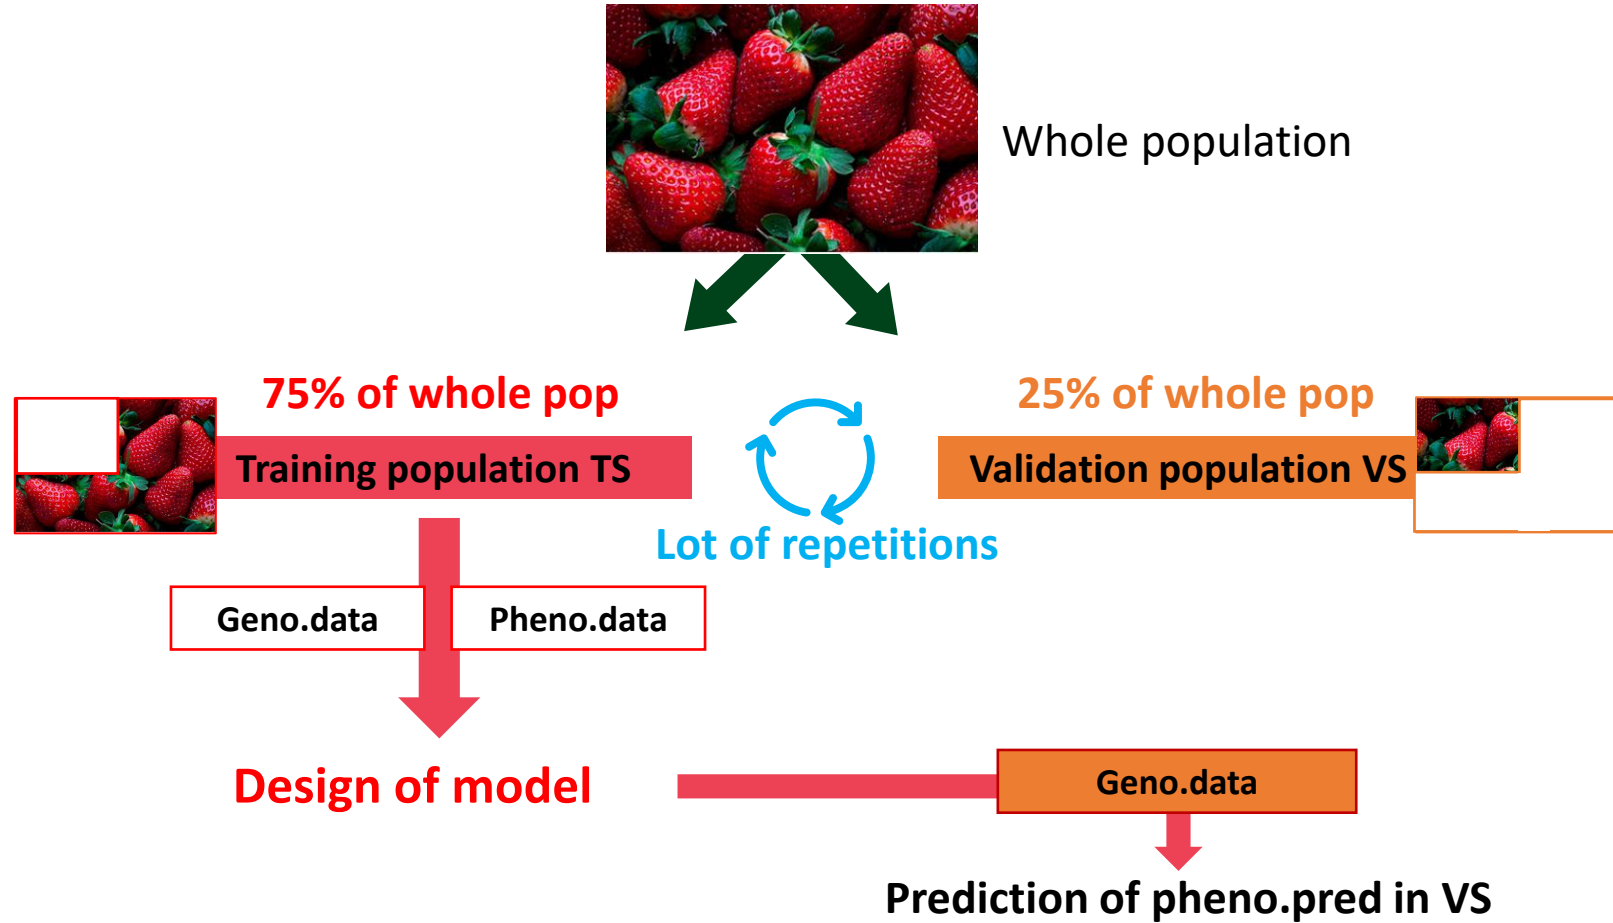 Whole population
75% of whole pop
25% of whole pop
Training population TS
Validation population VS
Lot of repetitions
Geno.data
Pheno.data
Design of model
Geno.data
Prediction of pheno.pred in VS